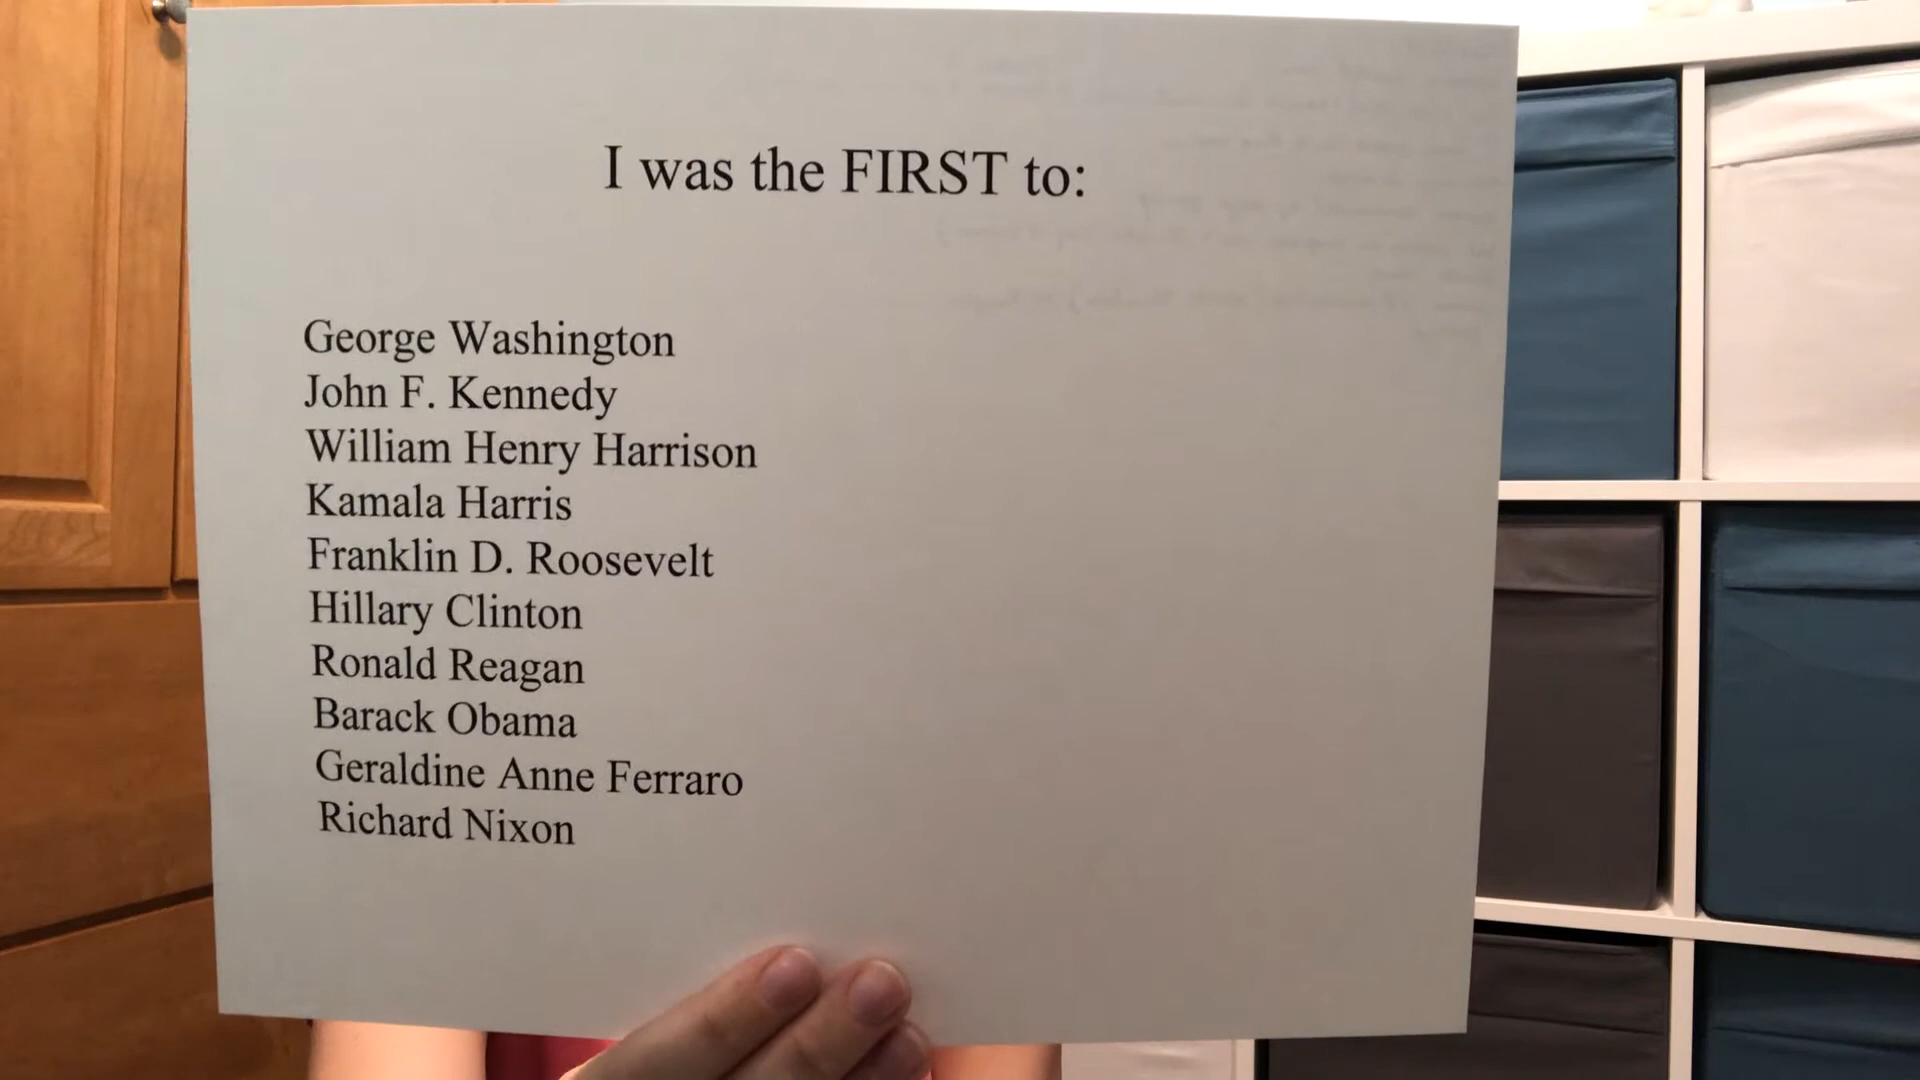 I was the FIRST to:
George Washington
John F. Kennedy
William Henry Harrison
Kamala Harris
Franklin D. Roosevelt
Hillary Clinton
Ronald Reagan
Barack Obama
Geraldine Anne Ferraro
Richard Nixon